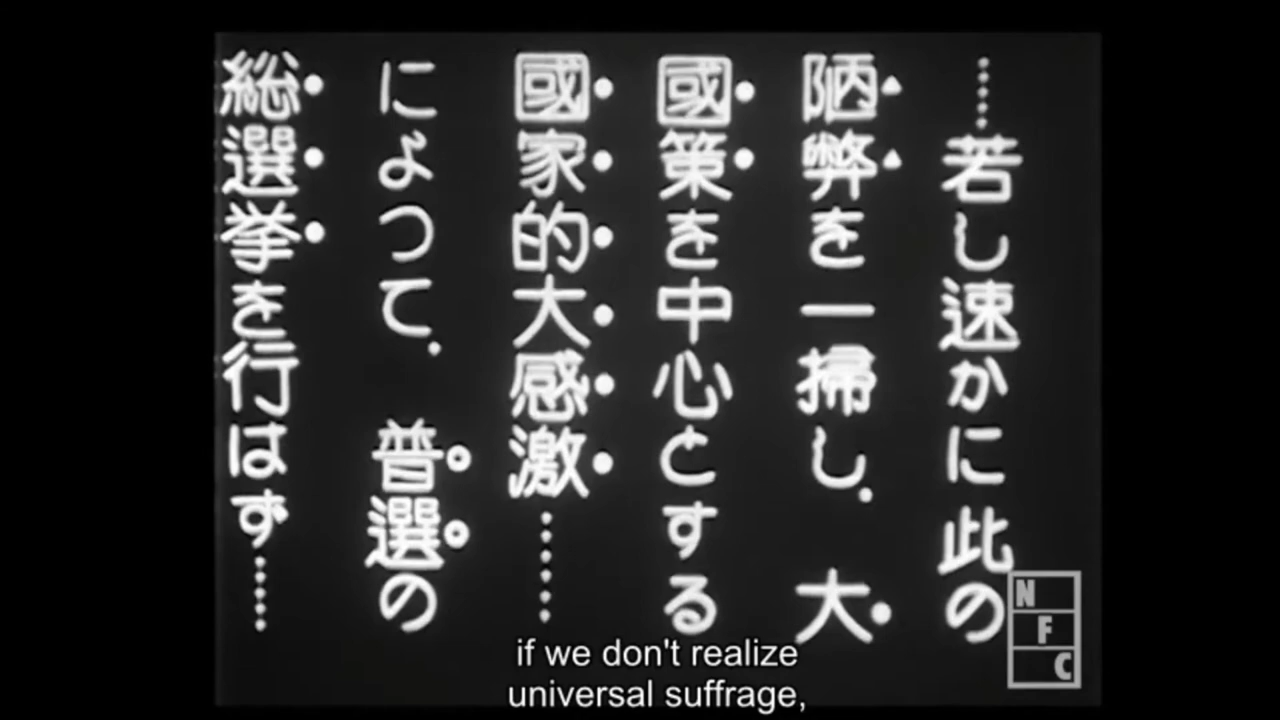 ……若し速かに此の
陋弊を一掃し、大
國策を中心とする
國家的大感激……
によつて、普選の
総選挙を行はず……
if we don't realize
universal suffrage,
NFC